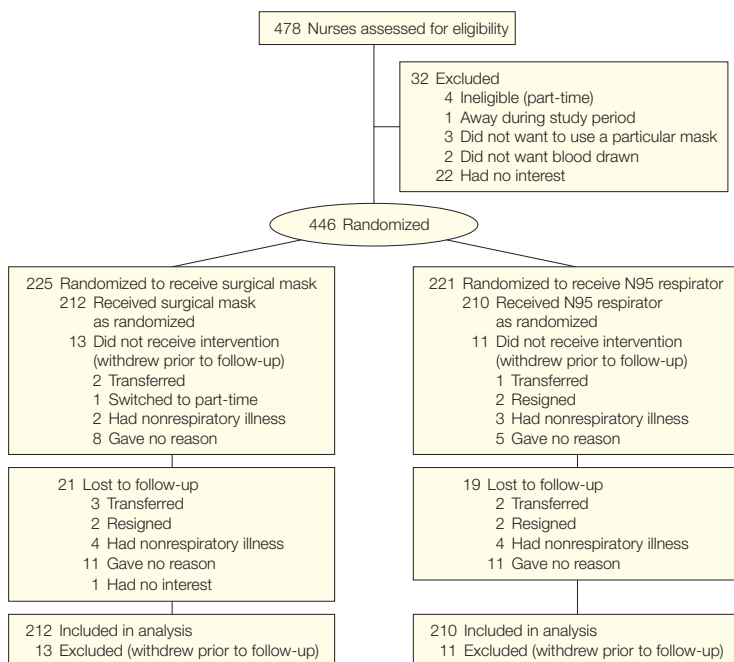 478 Nurses assessed for eligibility
32 Excluded
4 Ineligible (part-time)
1 Away during study period
3 Did not want to use a particular mask
2 Did not want blood drawn
22 Had no interest
446 Randomized
225 Randomized to receive surgical mask
212 Received surgical mask
as randomized
13 Did not receive intervention
(withdrew prior to follow-up)
2 Transferred
1 Switched to part-time
2 Had nonrespiratory illness
8 Gave no reason
221 Randomized to receive N95 respirator
210 Received N95 respirator
as randomized
11 Did not receive intervention
(withdrew prior to follow-up)
1 Transferred
2 Resigned
3 Had nonrespiratory illness
5 Gave no reason
21 Lost to follow-up
3 Transferred
2 Resigned
4 Had nonrespiratory illness
11 Gave no reason
1 Had no interest
19 Lost to follow-up
2 Transferred
2 Resigned
4 Had nonrespiratory illness
11 Gave no reason
212 Included in analysis
13 Excluded (withdrew prior to follow-up)
210 Included in analysis
11 Excluded (withdrew prior to follow-up)